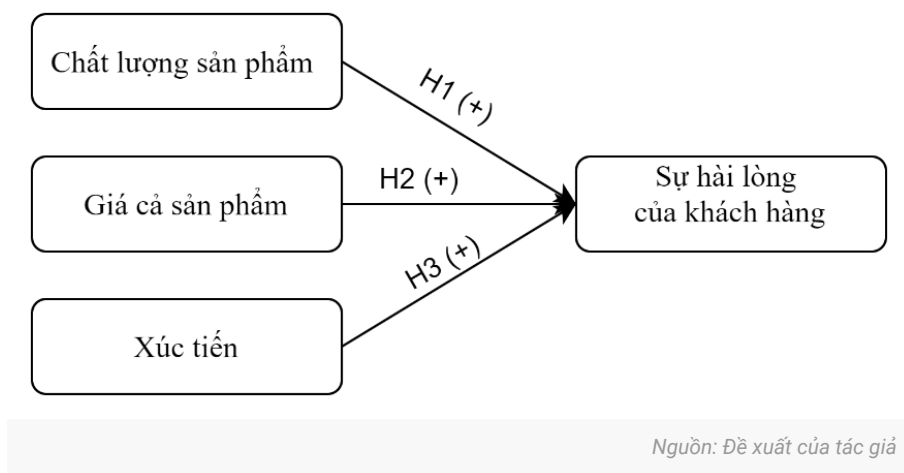 Chất lượng sản phẩm
H1 (+)
Giá cả sản phẩm
H2 (+)
Sự hài lòng
của khách hàng
H3 (+)
Xúc tiến
Nguồn: Đề xuất của tác giả